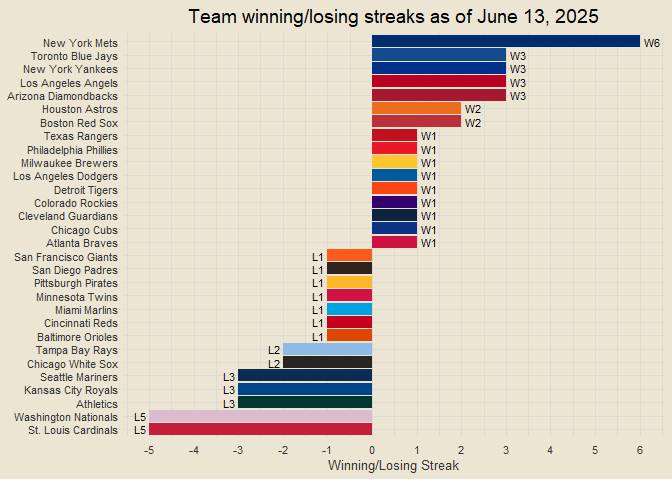 Team winning/losing streaks as of June 13, 2025
New York Mets W6
Toronto Blue Jays W3
New York Yankees W3
Los Angeles Angels W3
Arizona Diamondbacks W3
Houston Astros W2
Boston Red Sox W2
Texas Rangers W1
Philadelphia Phillies W1
Milwaukee Brewers W1
Los Angeles Dodgers W1
Detroit Tigers W1
Colorado Rockies W1
Cleveland Guardians W1
Chicago Cubs W1
Atlanta Braves W1
San Francisco Giants L1
San Diego Padres L1
Pittsburgh Pirates L1
Minnesota Twins L1
Miami Marlins L1
Cincinnati Reds L1
Baltimore Orioles L1
Tampa Bay Rays L2
Chicago White Sox L2
Seattle Mariners L3
Kansas City Royals L3
Athletics L3
Washington Nationals L5
St. Louis Cardinals L5
-5 -4 -3 -2 -1 0 1 2 3 4 5 6
Winning/Losing Streak